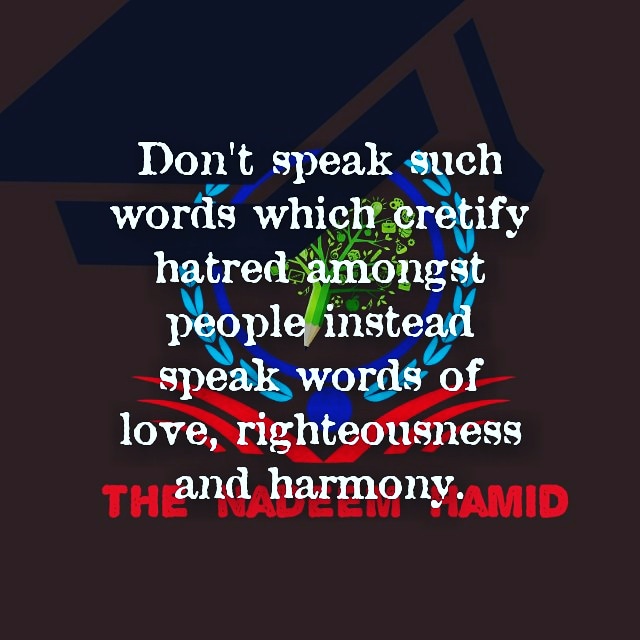 Don't speak such
words which cretify
hatred amongst
people instead
speak words of
love, righteousness
and harmony.
THE NADEEM HAMID